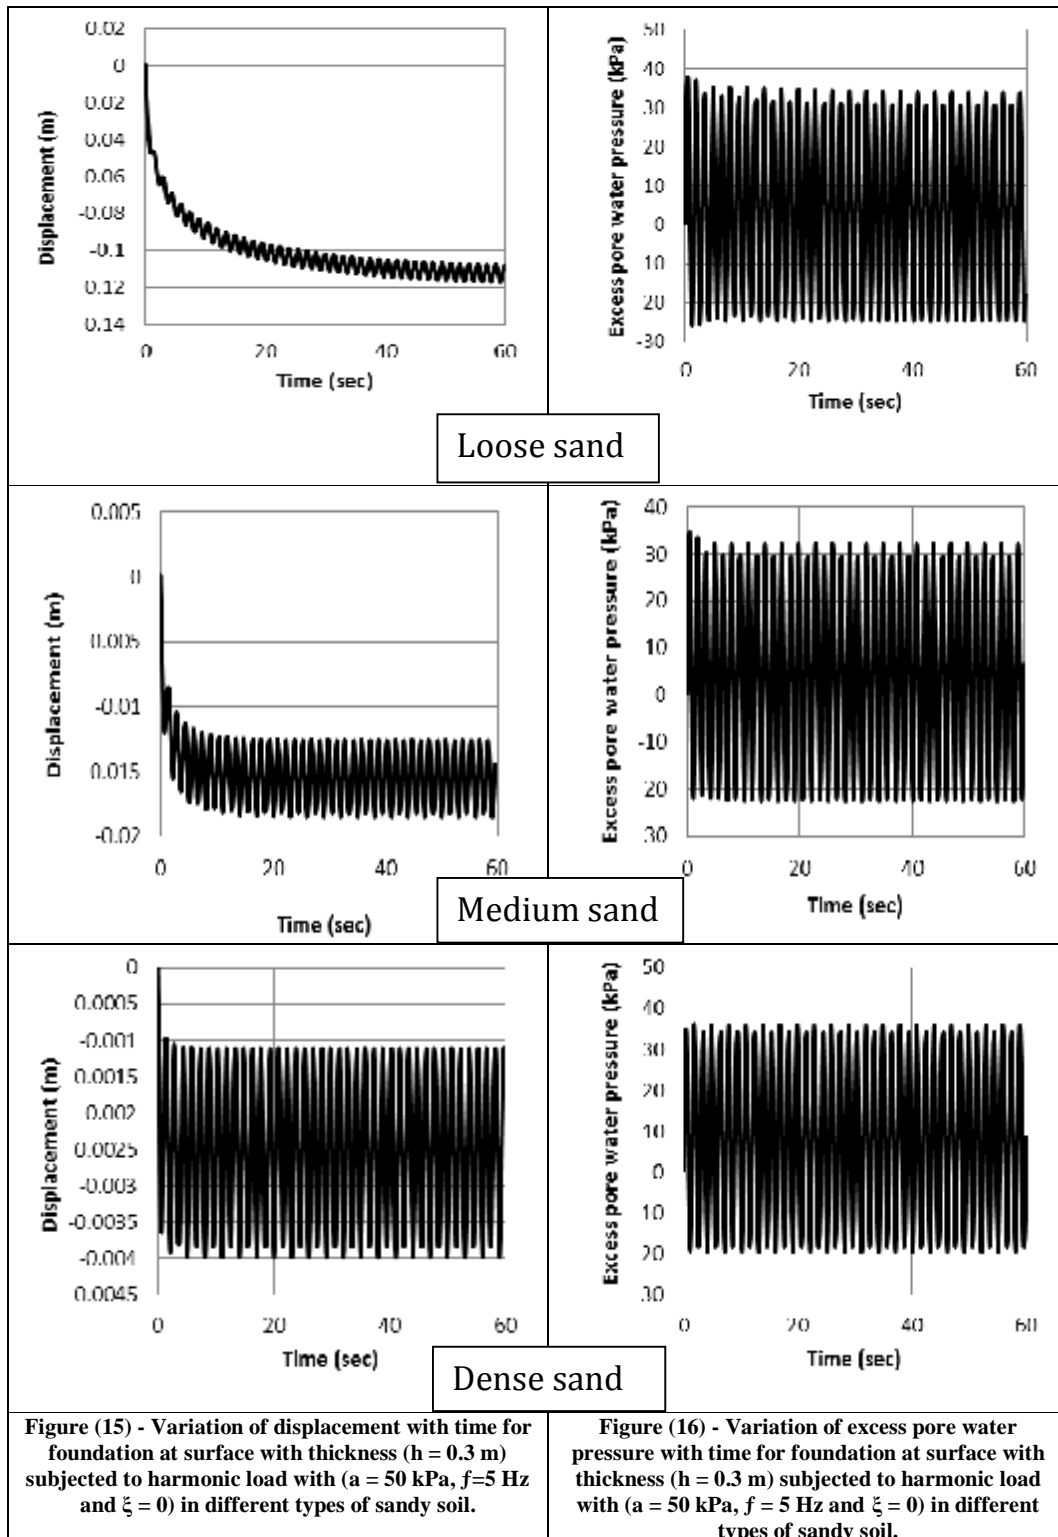 0.02
0
0.02
0.04
0.06
-0.08
-0.1
0.12
0.14
Displacement (m)
0 20 40 60
Time (sec)
50
40
30
20
10
0
10
20
-30
Excess pore water pressure (kPa)
0 20 40 60
Time (sec)
Loose sand
0.005
0
0.005
-0.01
0.015
-0.02
Displacement (m)
0 20 40 60
Time (sec)
40
30
20
10
0
-10
20
30
Excess pore water pressure (kPa)
0 20 40 60
Time (sec)
Medium sand
0
0.0005
-0.001
0.0015
0.002
0.0025
-0.003
-0.0035
-0.004
0.0045
Displacement (m)
0 20 40 60
Time (sec)
50
40
30
20
10
0
10
20
30
Excess pore water pressure (kPa)
0 20 40 60
Time (sec)
Dense sand
Figure (15) - Variation of displacement with time for
foundation at surface with thickness (h = 0.3 m)
subjected to harmonic load with (a = 50 kPa, ƒ=5 Hz
and ξ = 0) in different types of sandy soil.
Figure (16) - Variation of excess pore water
pressure with time for foundation at surface with
thickness (h = 0.3 m) subjected to harmonic load
with (a = 50 kPa, ƒ = 5 Hz and ξ = 0) in different
types of sandy soil.